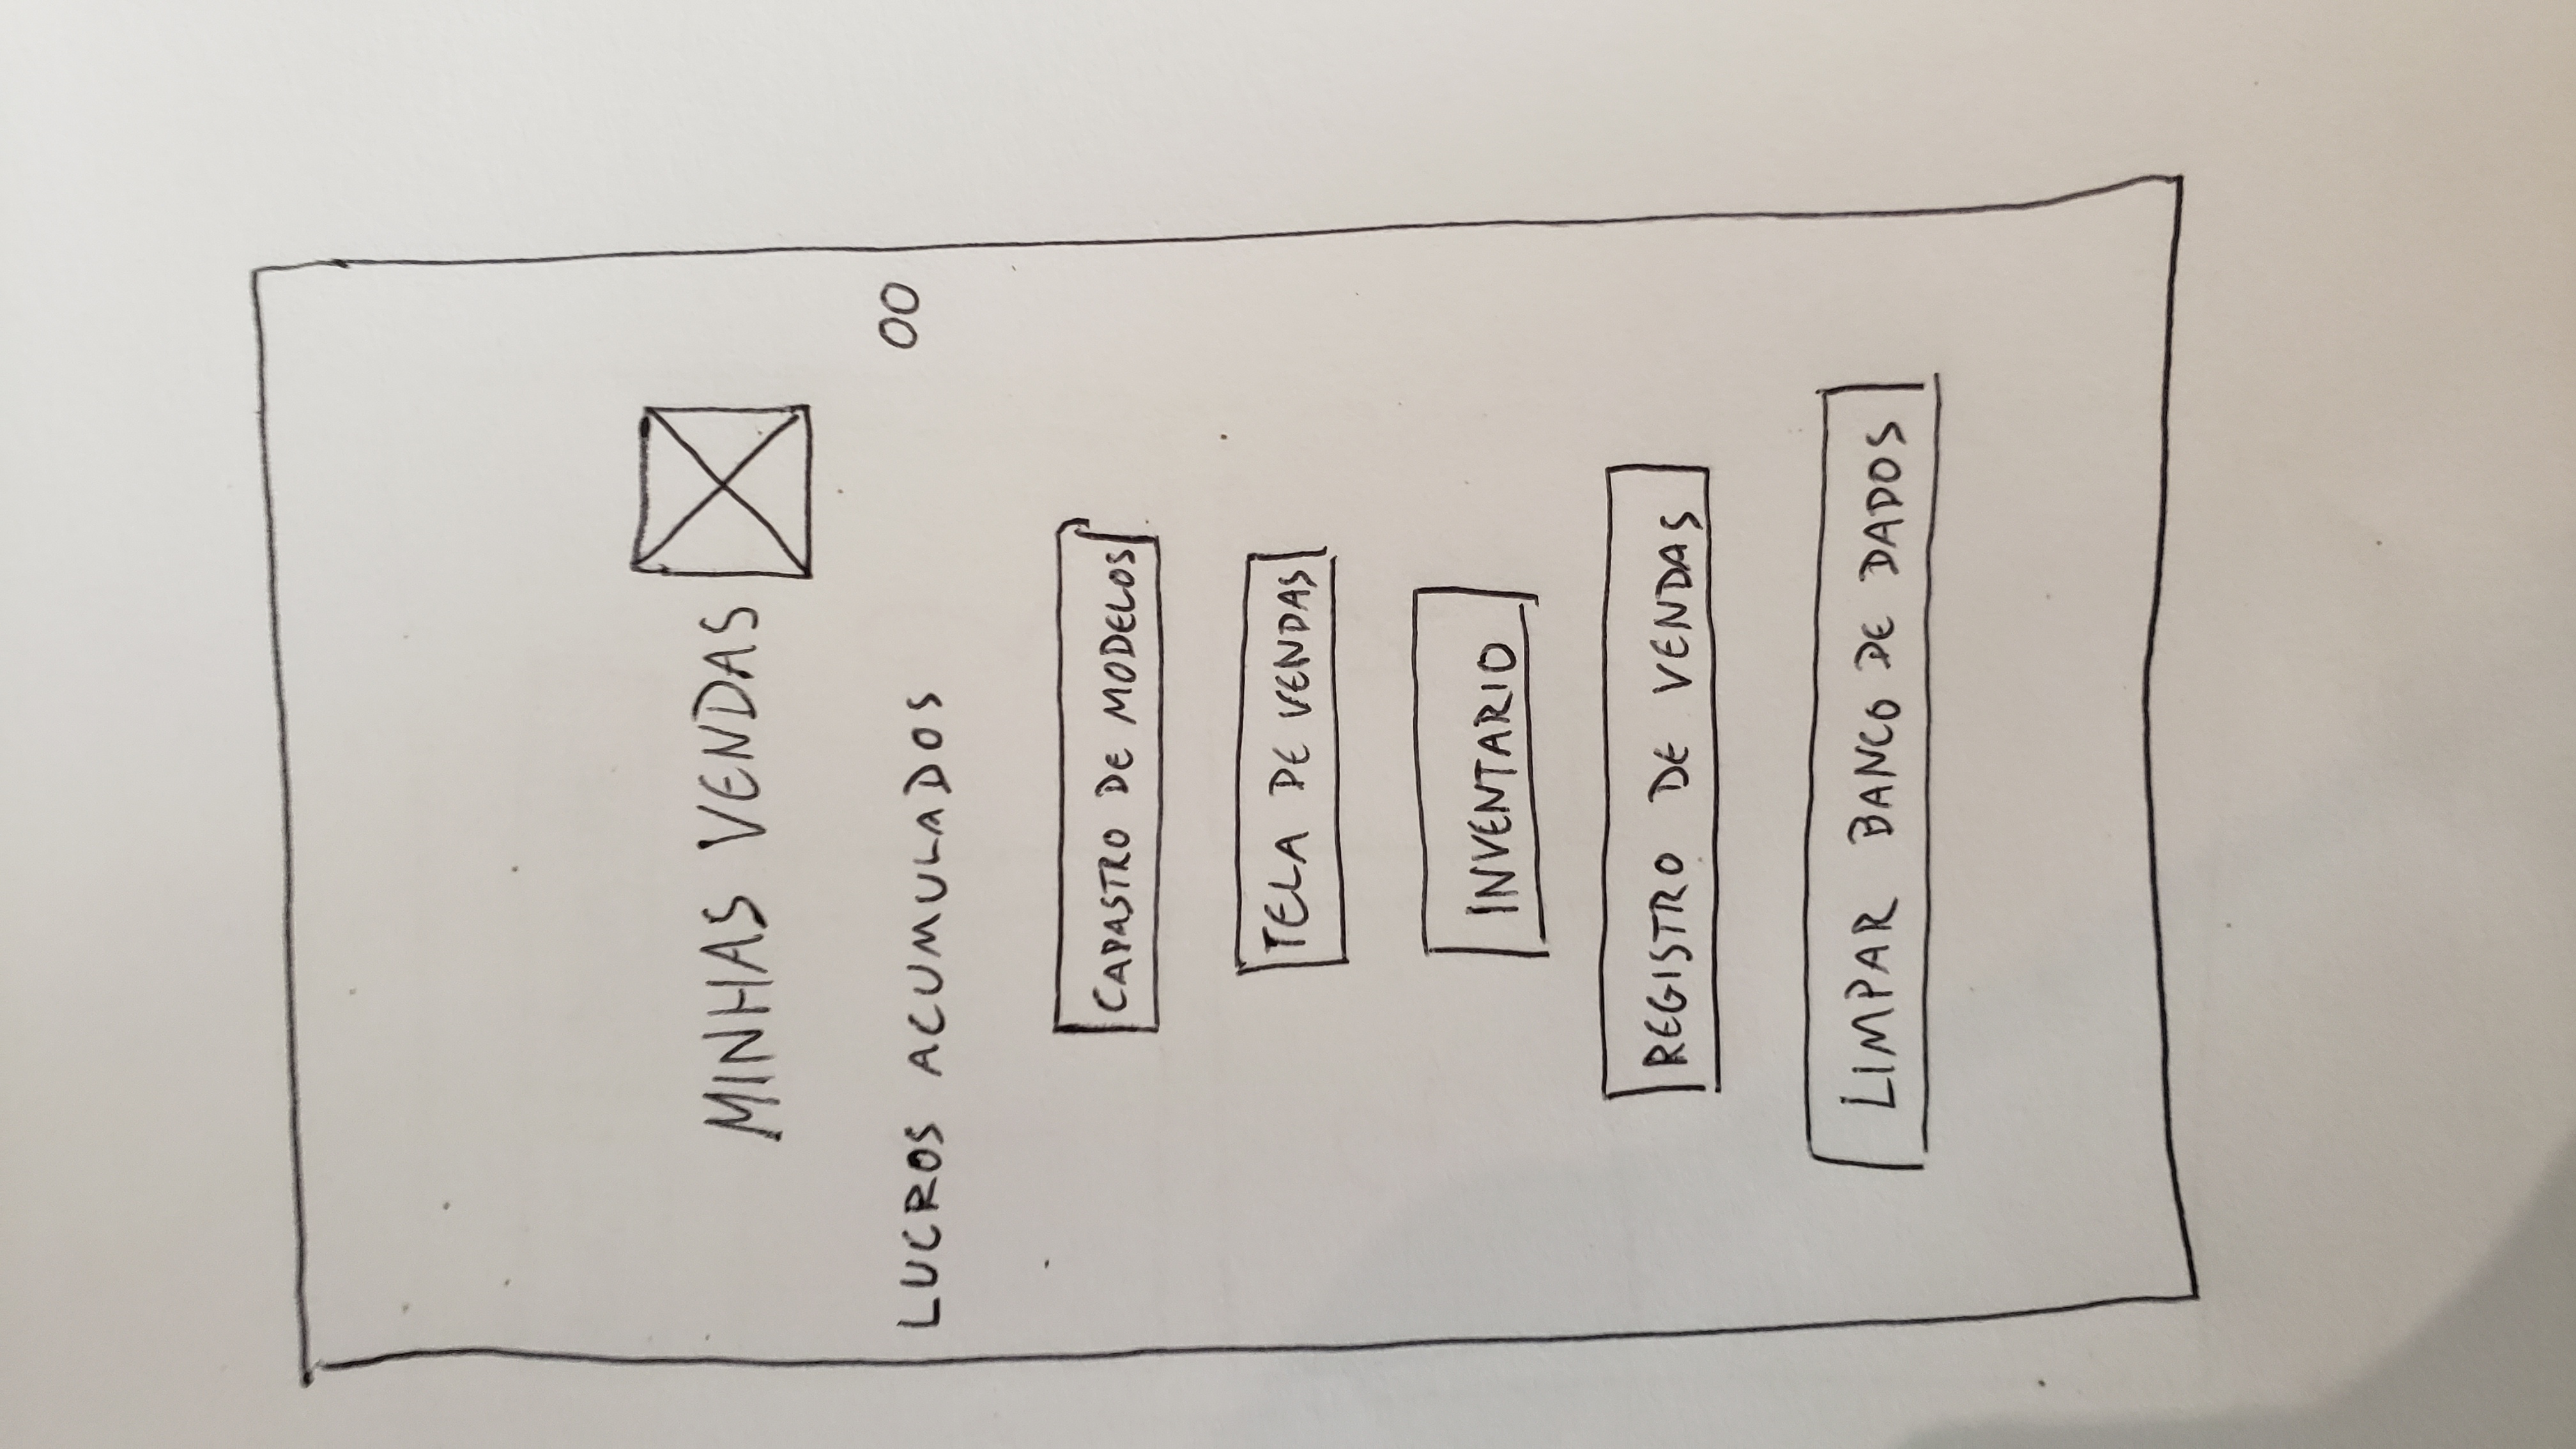 MINHAS VENDAS
LUCROS ACUMULADOS 00
CADASTRO DE MODELOS
TELA DE VENDAS
INVENTARIO
REGISTRO DE VENDAS
LIMPAR BANCO DE DADOS